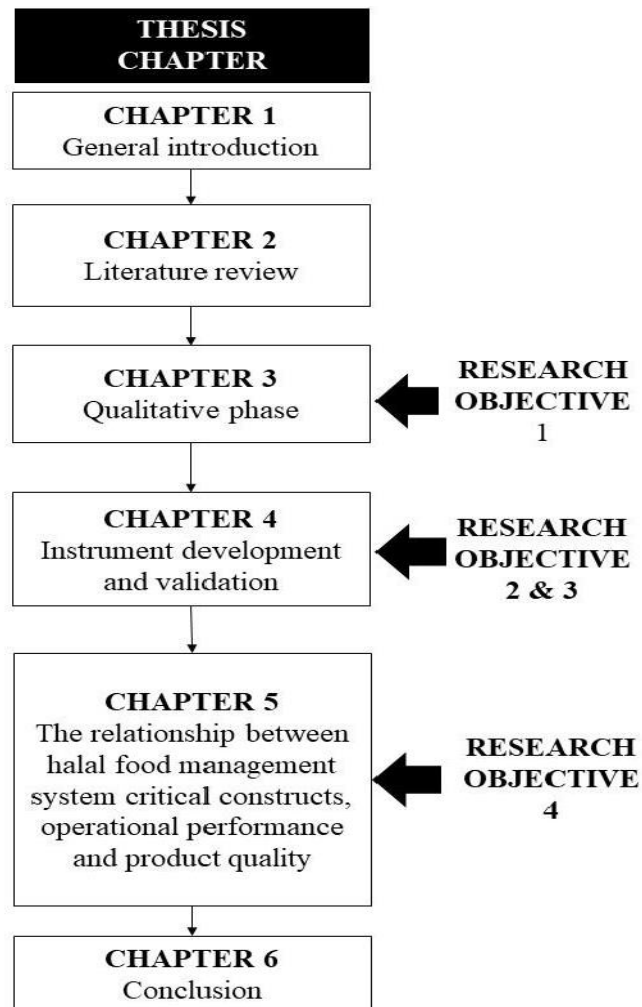 THESIS
CHAPTER
CHAPTER 1
General introduction
CHAPTER 2
Literature review
CHAPTER 3
Qualitative phase
RESEARCH
OBJECTIVE
1
CHAPTER 4
Instrument development
and validation
RESEARCH
OBJECTIVE
2 & 3
CHAPTER 5
The relationship between
halal food management
system critical constructs,
operational performance
and product quality
RESEARCH
OBJECTIVE
4
CHAPTER 6
Conclusion